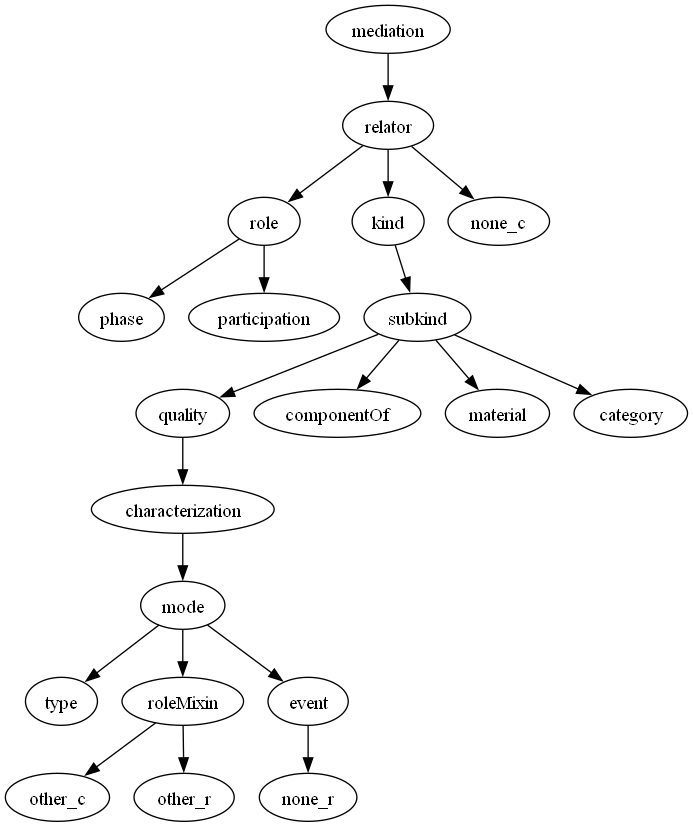 mediation
relator
role
kind
none_c
phase
participation
subkind
quality
componentOf
material
category
characterization
mode
type
roleMixin
event
other_c
other_r
none_r